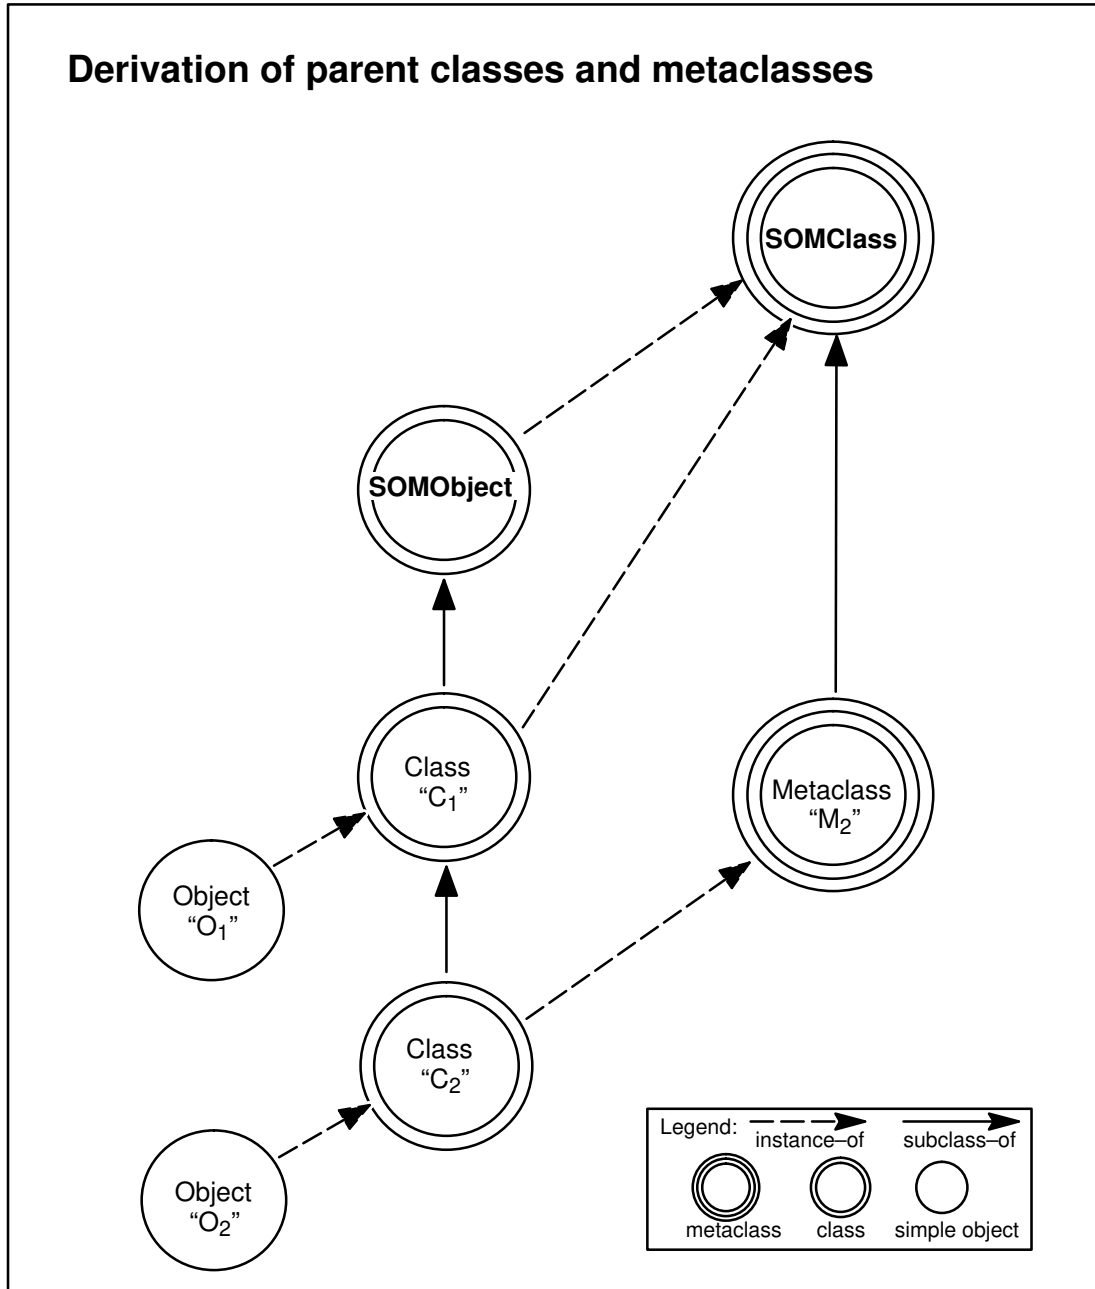 Derivation of parent classes and metaclasses
SOMClass
SOMObject
Class
“C1”
Metaclass
“M2”
Object
“O1”
Class
“C2”
Object
“O2”
Legend:
instance–of
subclass–of
metaclass
class
simple object